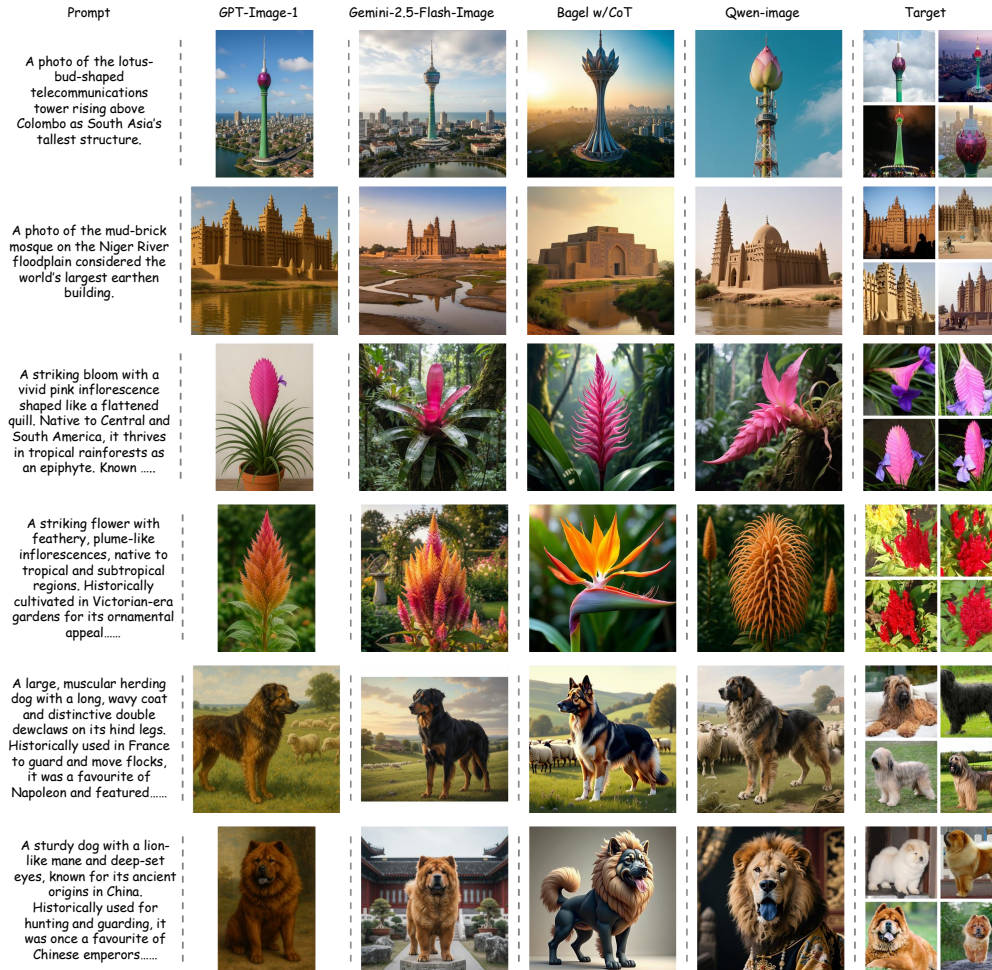 Prompt
GPT-Image-1
Gemini-2.5-Flash-Image
Bagel w/CoT
Qwen-image
Target
A photo of the lotus-
bud-shaped
telecommunications
tower rising above
Colombo as South Asia's
tallest structure.
A photo of the mud-brick
mosque on the Niger River
floodplain considered the
world's largest earthen
building.
A striking bloom with a
vivid pink inflorescence
shaped like a flattened
quill. Native to Central and
South America, it thrives
in tropical rainforests as
an epiphyte. Known .....
A striking flower with
feathery, plume-like
inflorescences, native to
tropical and subtropical
regions. Historically
cultivated in Victorian-era
gardens for its ornamental
appeal......
A large, muscular herding
dog with a long, wavy coat
and distinctive double
dewclaws on its hind legs.
Historically used in France
to guard and move flocks,
it was a favourite of
Napoleon and featured......
A sturdy dog with a lion-
like mane and deep-set
eyes, known for its ancient
origins in China.
Historically used for
hunting and guarding, it
was once a favourite of
Chinese emperors......